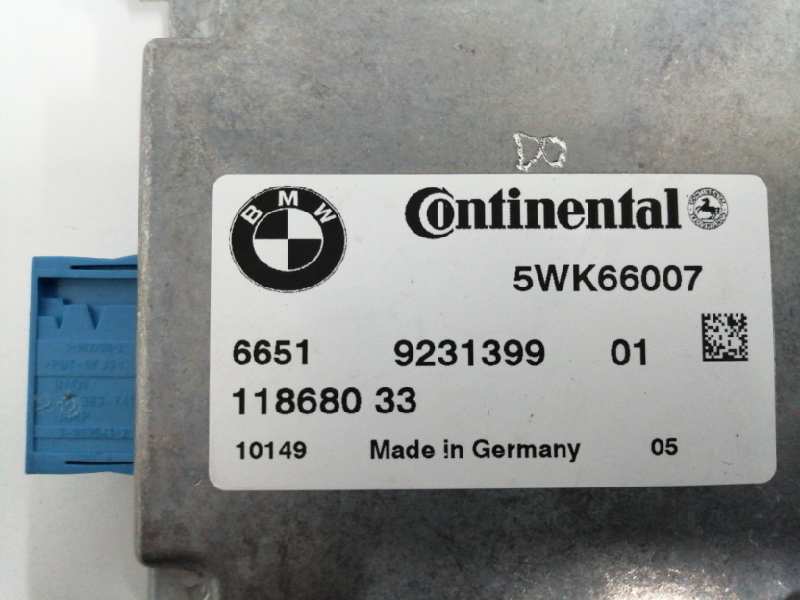 DO
BMW
Continental
5WK66007
6651 9231399 01
118680 33
10149 Made in Germany 05